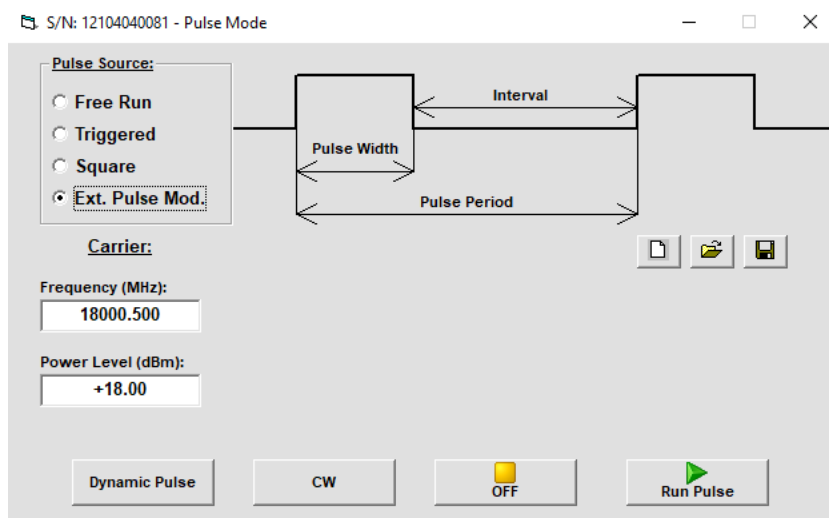 S/N: 12104040081 - Pulse Mode
Pulse Source:
Free Run
Triggered
Square
Ext. Pulse Mod.
Interval
Pulse Width
Pulse Period
Carrier:
Frequency (MHz):
18000.500
Power Level (dBm):
+18.00
Dynamic Pulse
CW
OFF
Run Pulse